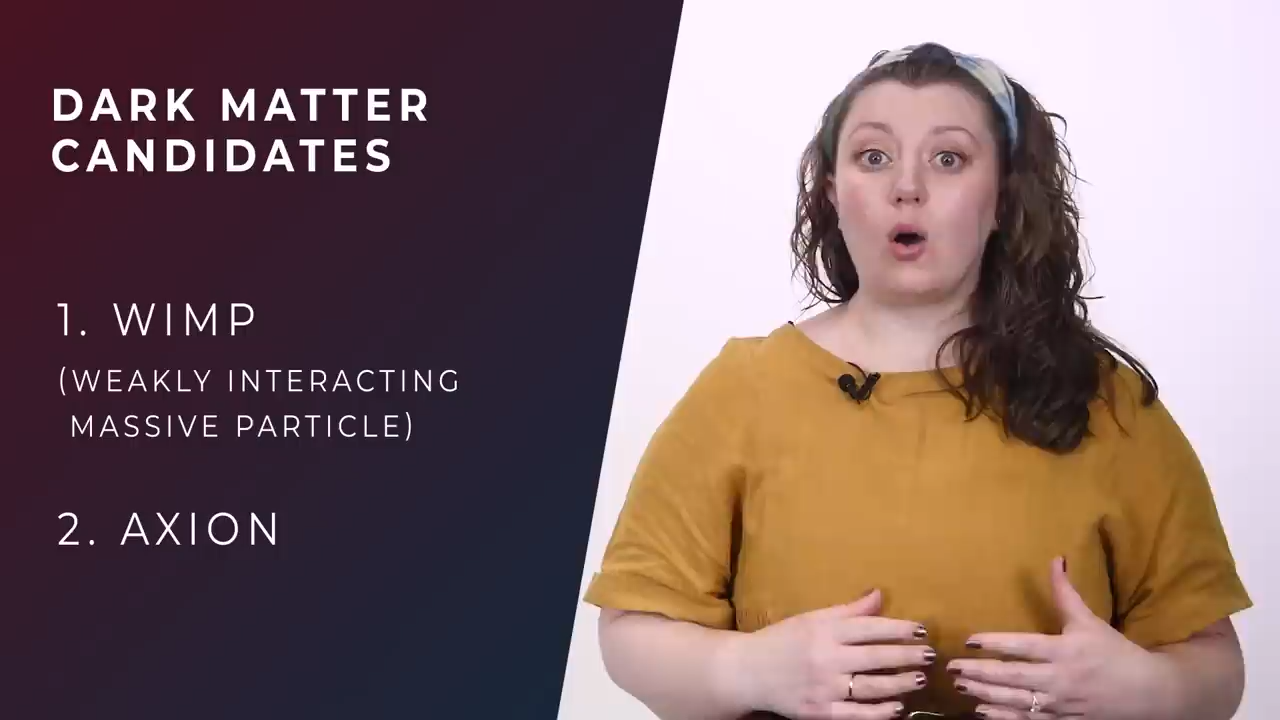 DARK MATTER
CANDIDATES
1. WIMP
(WEAKLY INTERACTING
MASSIVE PARTICLE)
2. AXION